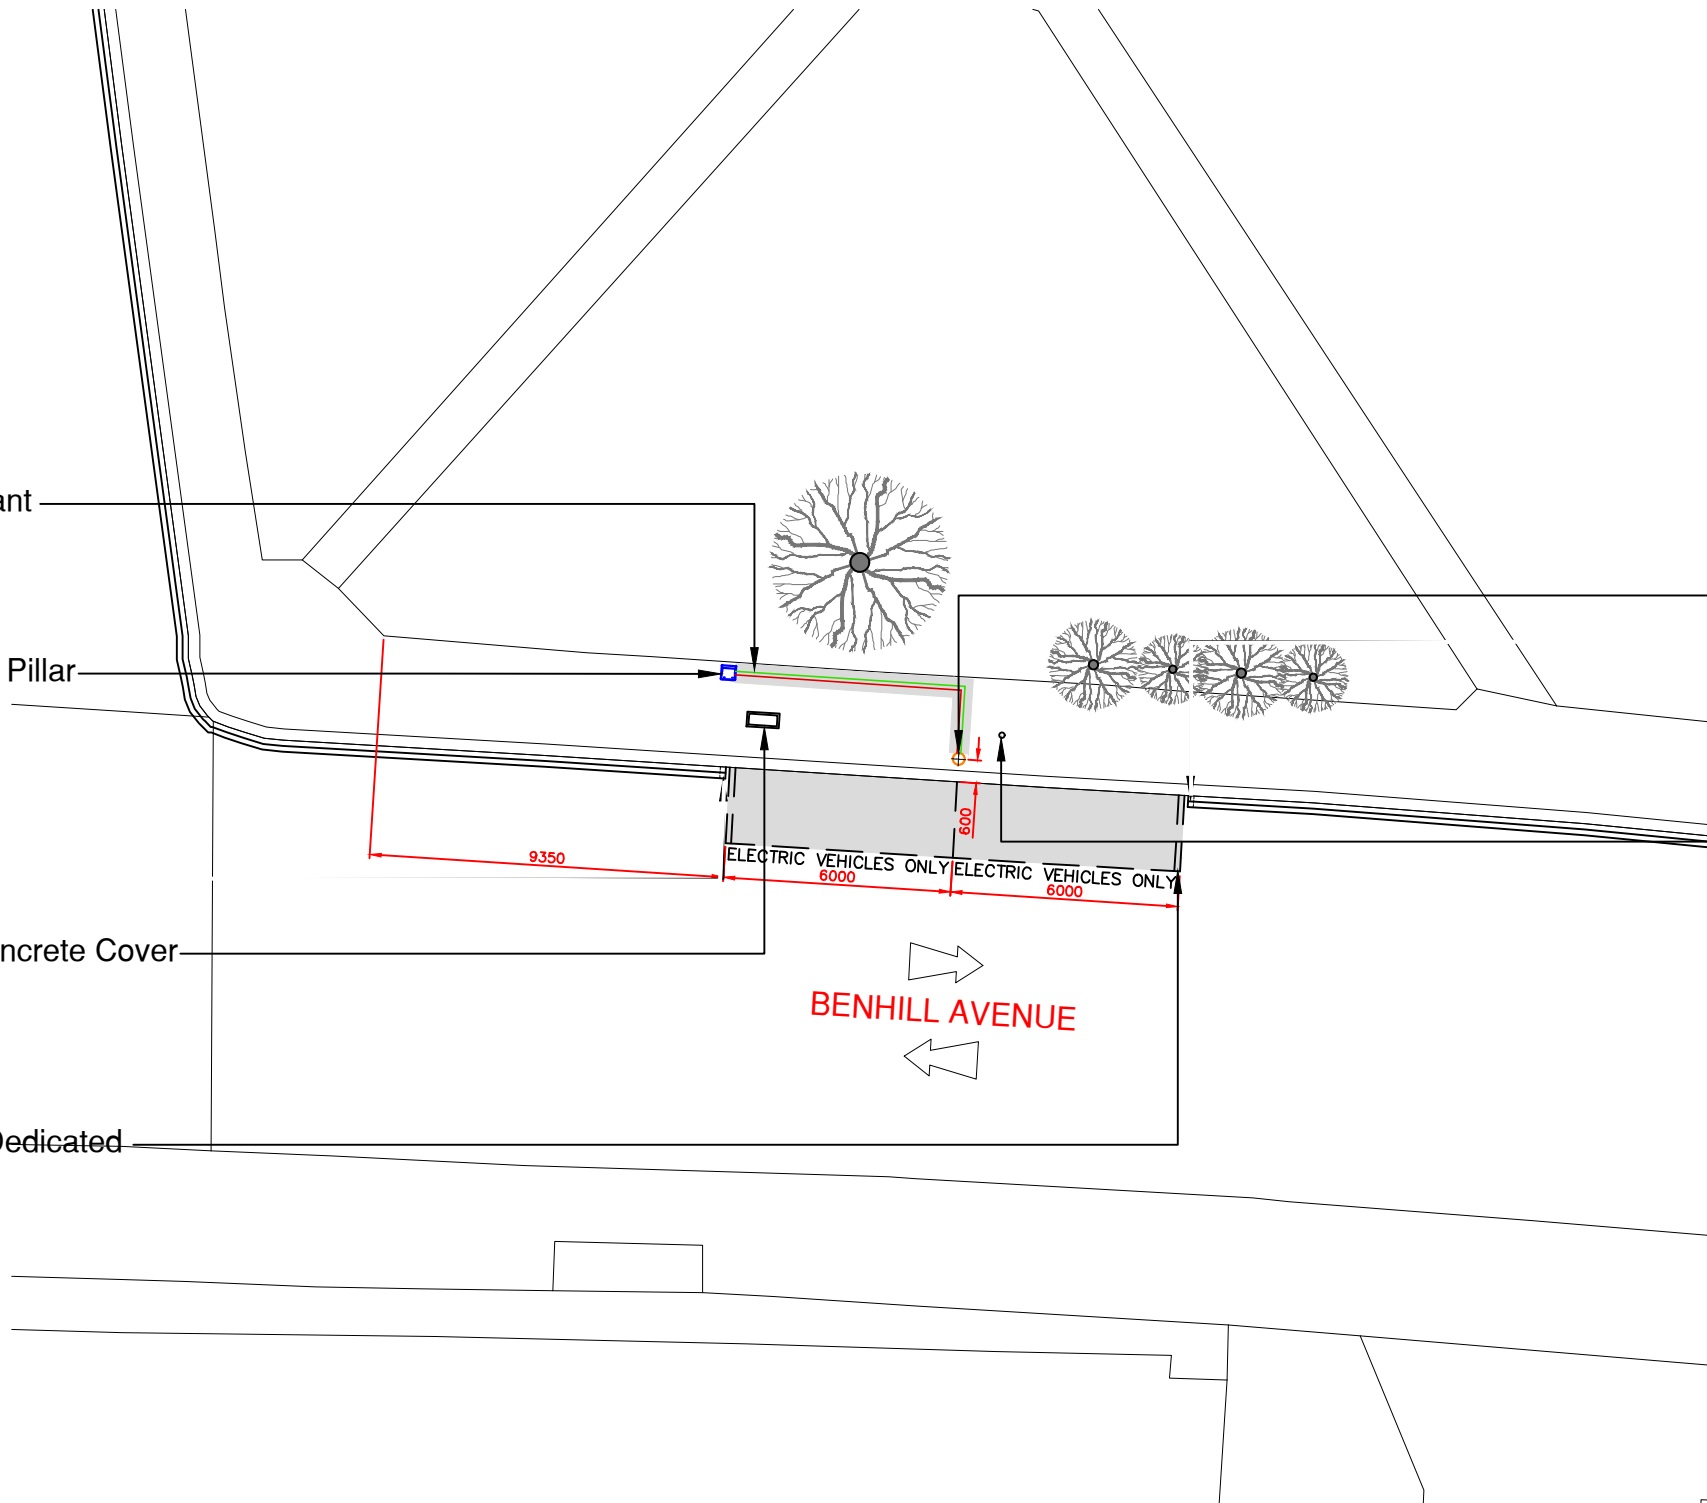 ant
Pillar
600
9350
ELECTRIC VEHICLES ONLY
ELECTRIC VEHICLES ONLY
6000
6000
ncrete Cover
BENHILL AVENUE
Dedicated